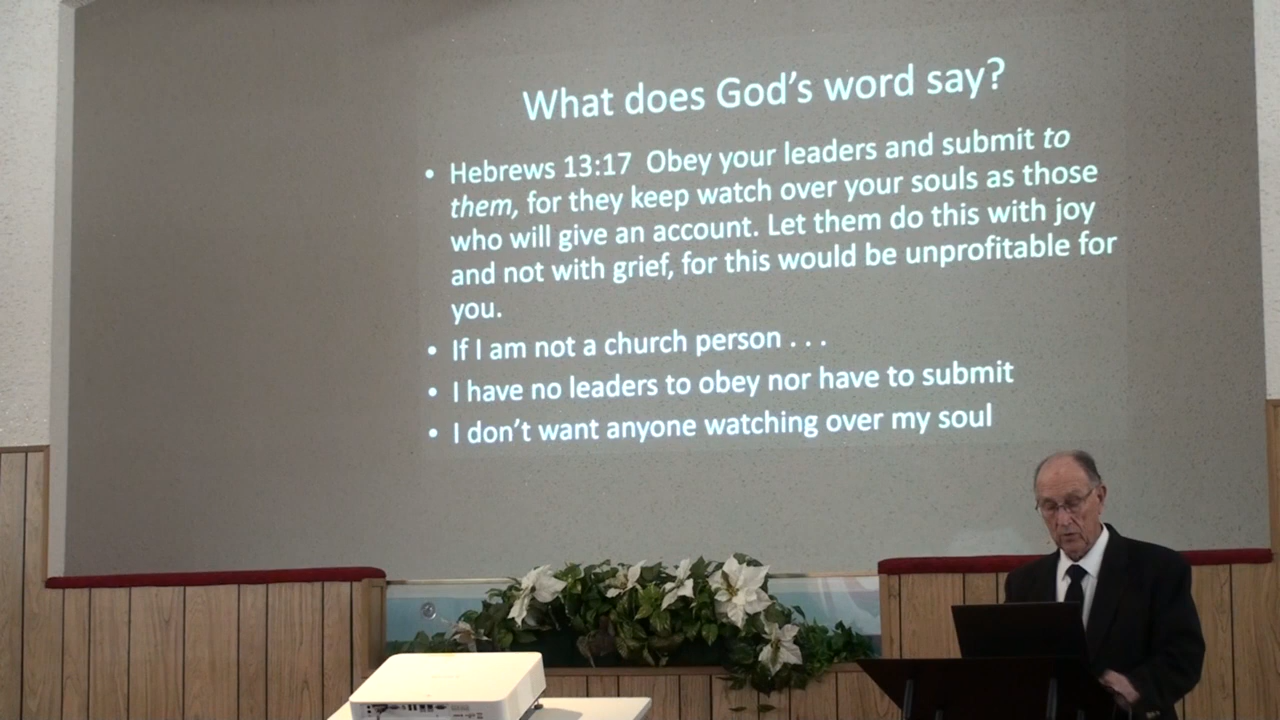 What does God's word say?
• Hebrews 13:17 Obey your leaders and submit to
them, for they keep watch over your souls as those
who will give an account. Let them do this with joy
and not with grief, for this would be unprofitable for
you.
• If I am not a church person . . .
• I have no leaders to obey nor have to submit
• I don't want anyone watching over my soul